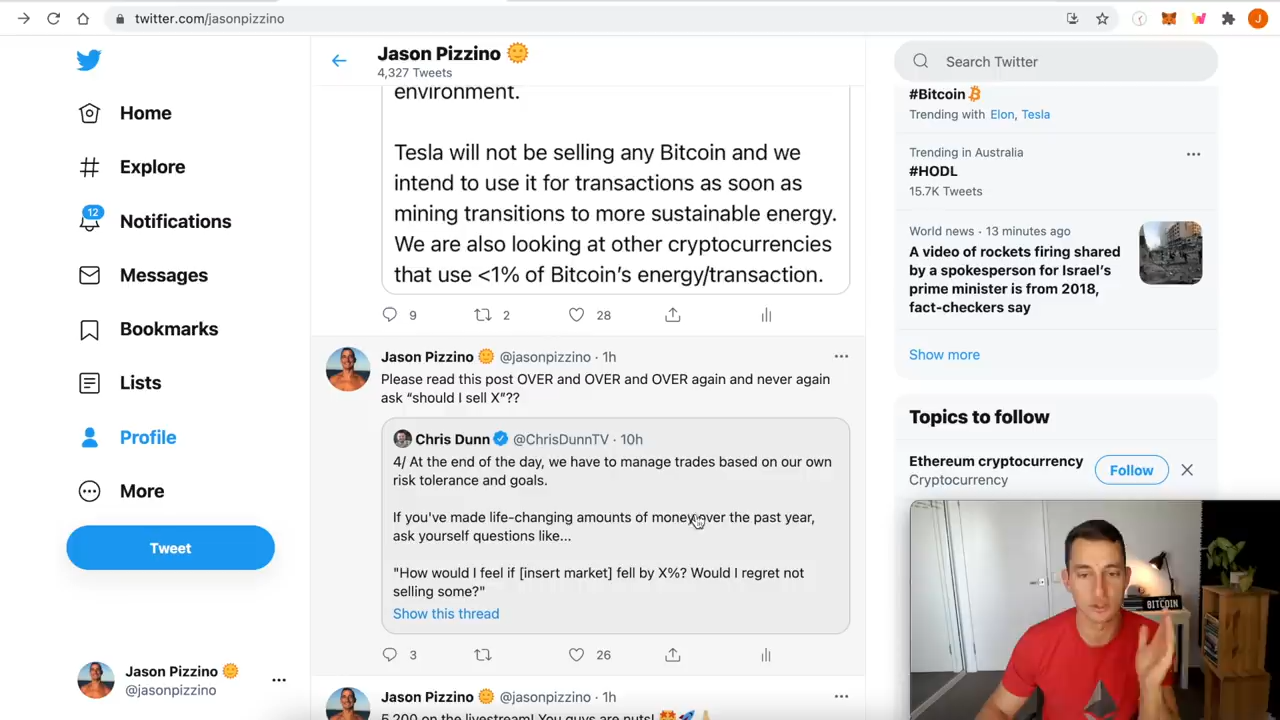 twitter.com/jasonpizzino
J
Home
Explore
12
Notifications
Messages
Bookmarks
Lists
Profile
More
Tweet
Jason Pizzino
@jasonpizzino
Jason Pizzino
4,327 Tweets
environment.
Tesla will not be selling any Bitcoin and we
intend to use it for transactions as soon as
mining transitions to more sustainable energy.
We are also looking at other cryptocurrencies
that use <1% of Bitcoin's energy/transaction.
9 2 28
Jason Pizzino @jasonpizzino · 1h
Please read this post OVER and OVER and OVER again and never again
ask “should I sell X”??
Chris Dunn @ChrisDunnTV · 10h
4/ At the end of the day, we have to manage trades based on our own
risk tolerance and goals.
If you've made life-changing amounts of money over the past year,
ask yourself questions like...
"How would I feel if [insert market] fell by X%? Would I regret not
selling some?"
Show this thread
3 26
Jason Pizzino @jasonpizzino · 1h
5,200 on the livestream! You guys are nuts!
Search Twitter
#Bitcoin
Trending with Elon, Tesla
Trending in Australia
#HODL
15.7K Tweets
World news · 13 minutes ago
A video of rockets firing shared
by a spokesperson for Israel's
prime minister is from 2018,
fact-checkers say
Show more
Topics to follow
Ethereum cryptocurrency
Cryptocurrency
Follow
BITCOIN